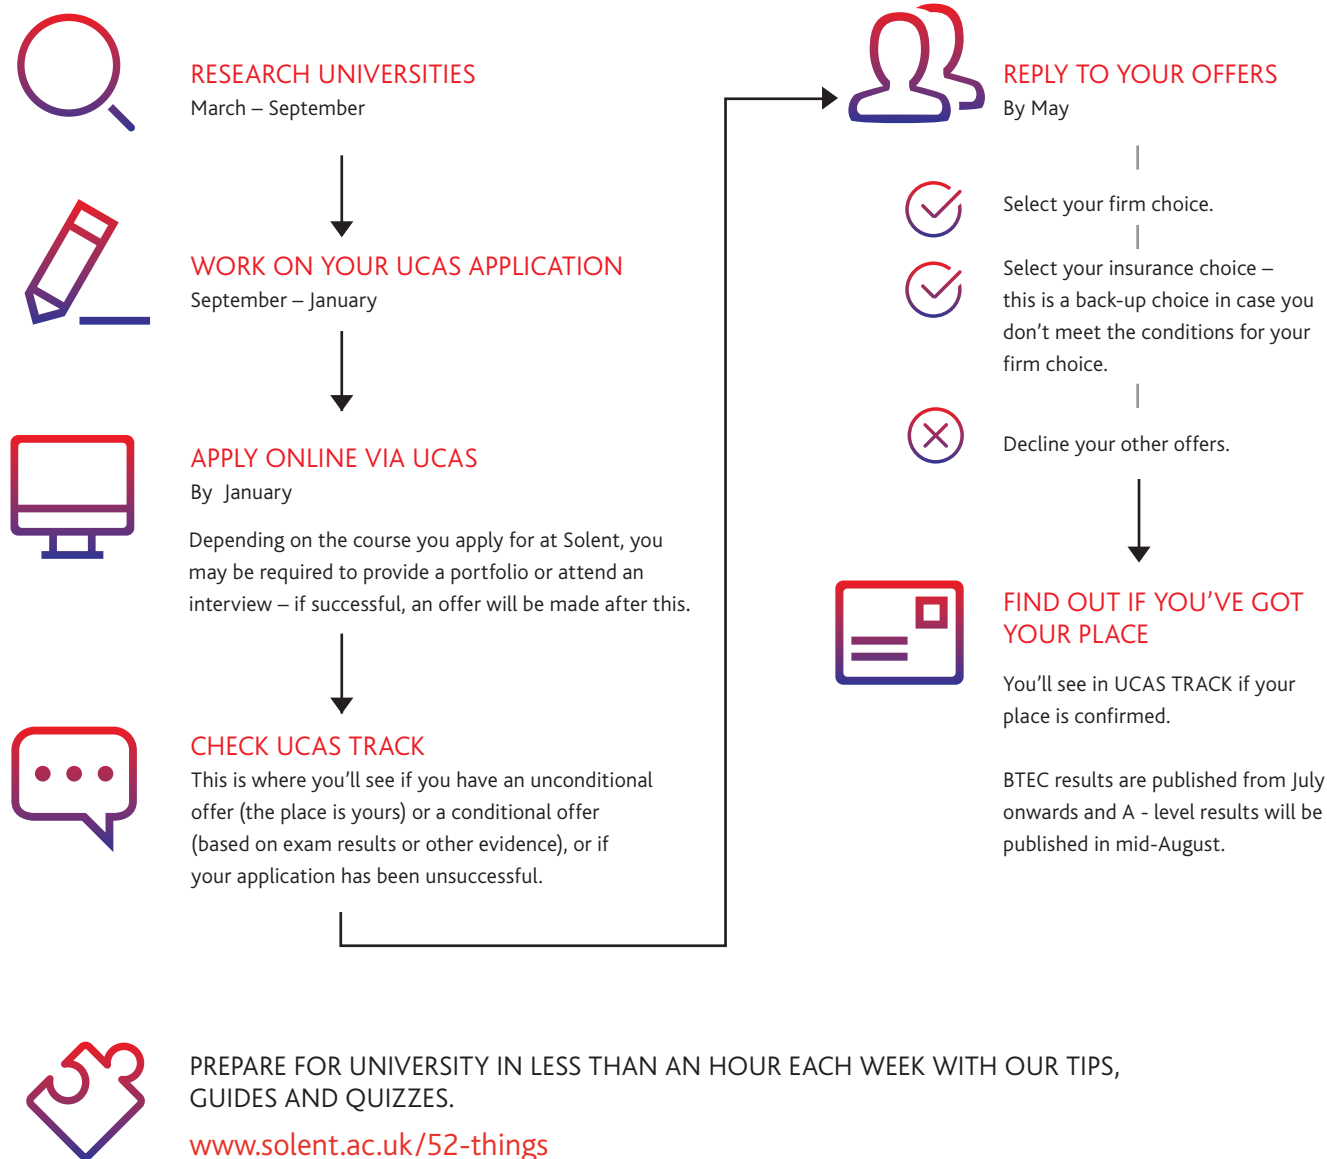 RESEARCH UNIVERSITIES
March – September
WORK ON YOUR UCAS APPLICATION
September – January
APPLY ONLINE VIA UCAS
By January
Depending on the course you apply for at Solent, you
may be required to provide a portfolio or attend an
interview – if successful, an offer will be made after this.
CHECK UCAS TRACK
This is where you’ll see if you have an unconditional
offer (the place is yours) or a conditional offer
(based on exam results or other evidence), or if
your application has been unsuccessful.
REPLY TO YOUR OFFERS
By May
Select your firm choice.
Select your insurance choice –
this is a back-up choice in case you
don’t meet the conditions for your
firm choice.
Decline your other offers.
FIND OUT IF YOU’VE GOT
YOUR PLACE
You’ll see in UCAS TRACK if your
place is confirmed.
BTEC results are published from July
onwards and A - level results will be
published in mid-August.
PREPARE FOR UNIVERSITY IN LESS THAN AN HOUR EACH WEEK WITH OUR TIPS,
GUIDES AND QUIZZES.
www.solent.ac.uk/52-things